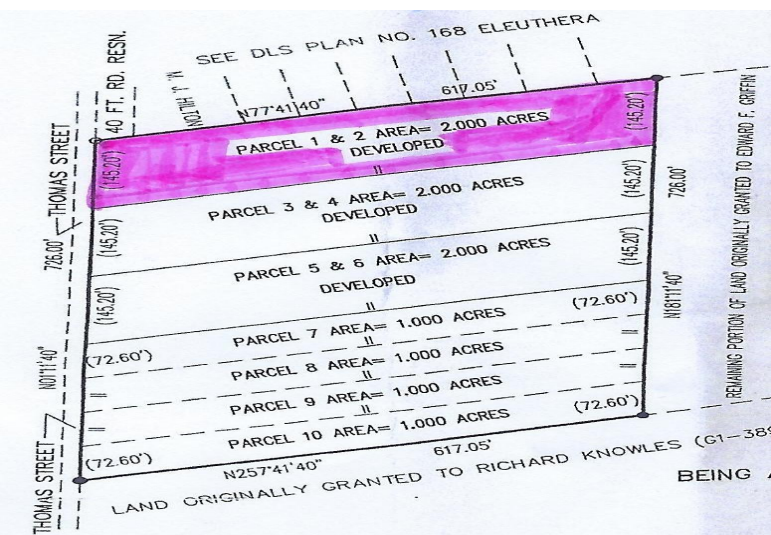 SEE DLS PLAN NO. 168 ELEUTHERA
40 FT. RD. RESN.
M. J. HILTON
THOMAS STREET
N77°41'40"
617.05'
PARCEL 1 & 2 AREA= 2.000 ACRES
DEVELOPED
(145.20')
(145.20')
PARCEL 3 & 4 AREA= 2.000 ACRES
DEVELOPED
(145.20')
(145.20')
726.00'
726.00'
PARCEL 5 & 6 AREA= 2.000 ACRES
DEVELOPED
(145.20')
(145.20')
N01°11'40"
N181°11'40"
REMAINING PORTION OF LAND ORIGINALLY GRANTED TO EDWARD F. GRIFFIN
PARCEL 7 AREA= 1.000 ACRES
(72.60')
(72.60')
PARCEL 8 AREA= 1.000 ACRES
PARCEL 9 AREA= 1.000 ACRES
PARCEL 10 AREA= 1.000 ACRES
(72.60')
(72.60')
THOMAS STREET
N257°41'40"
617.05'
LAND ORIGINALLY GRANTED TO RICHARD KNOWLES (G1-389
BEING